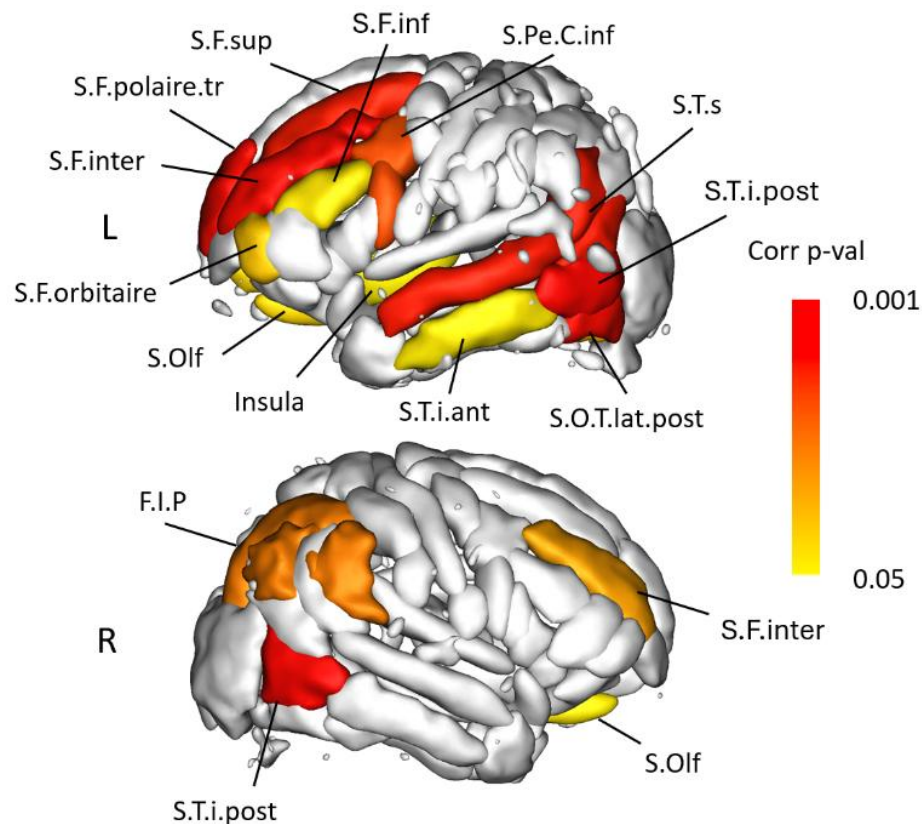 S.F.inf
S.F.sup
S.Pe.C.inf
S.F.polaire.tr
S.T.s
S.F.inter
S.T.i.post
L
Corr p-val
S.F.orbitaire
0.001
S.Olf
Insula
S.T.i.ant
S.O.T.lat.post
F.I.P
0.05
R
S.F.inter
S.Olf
S.T.i.post